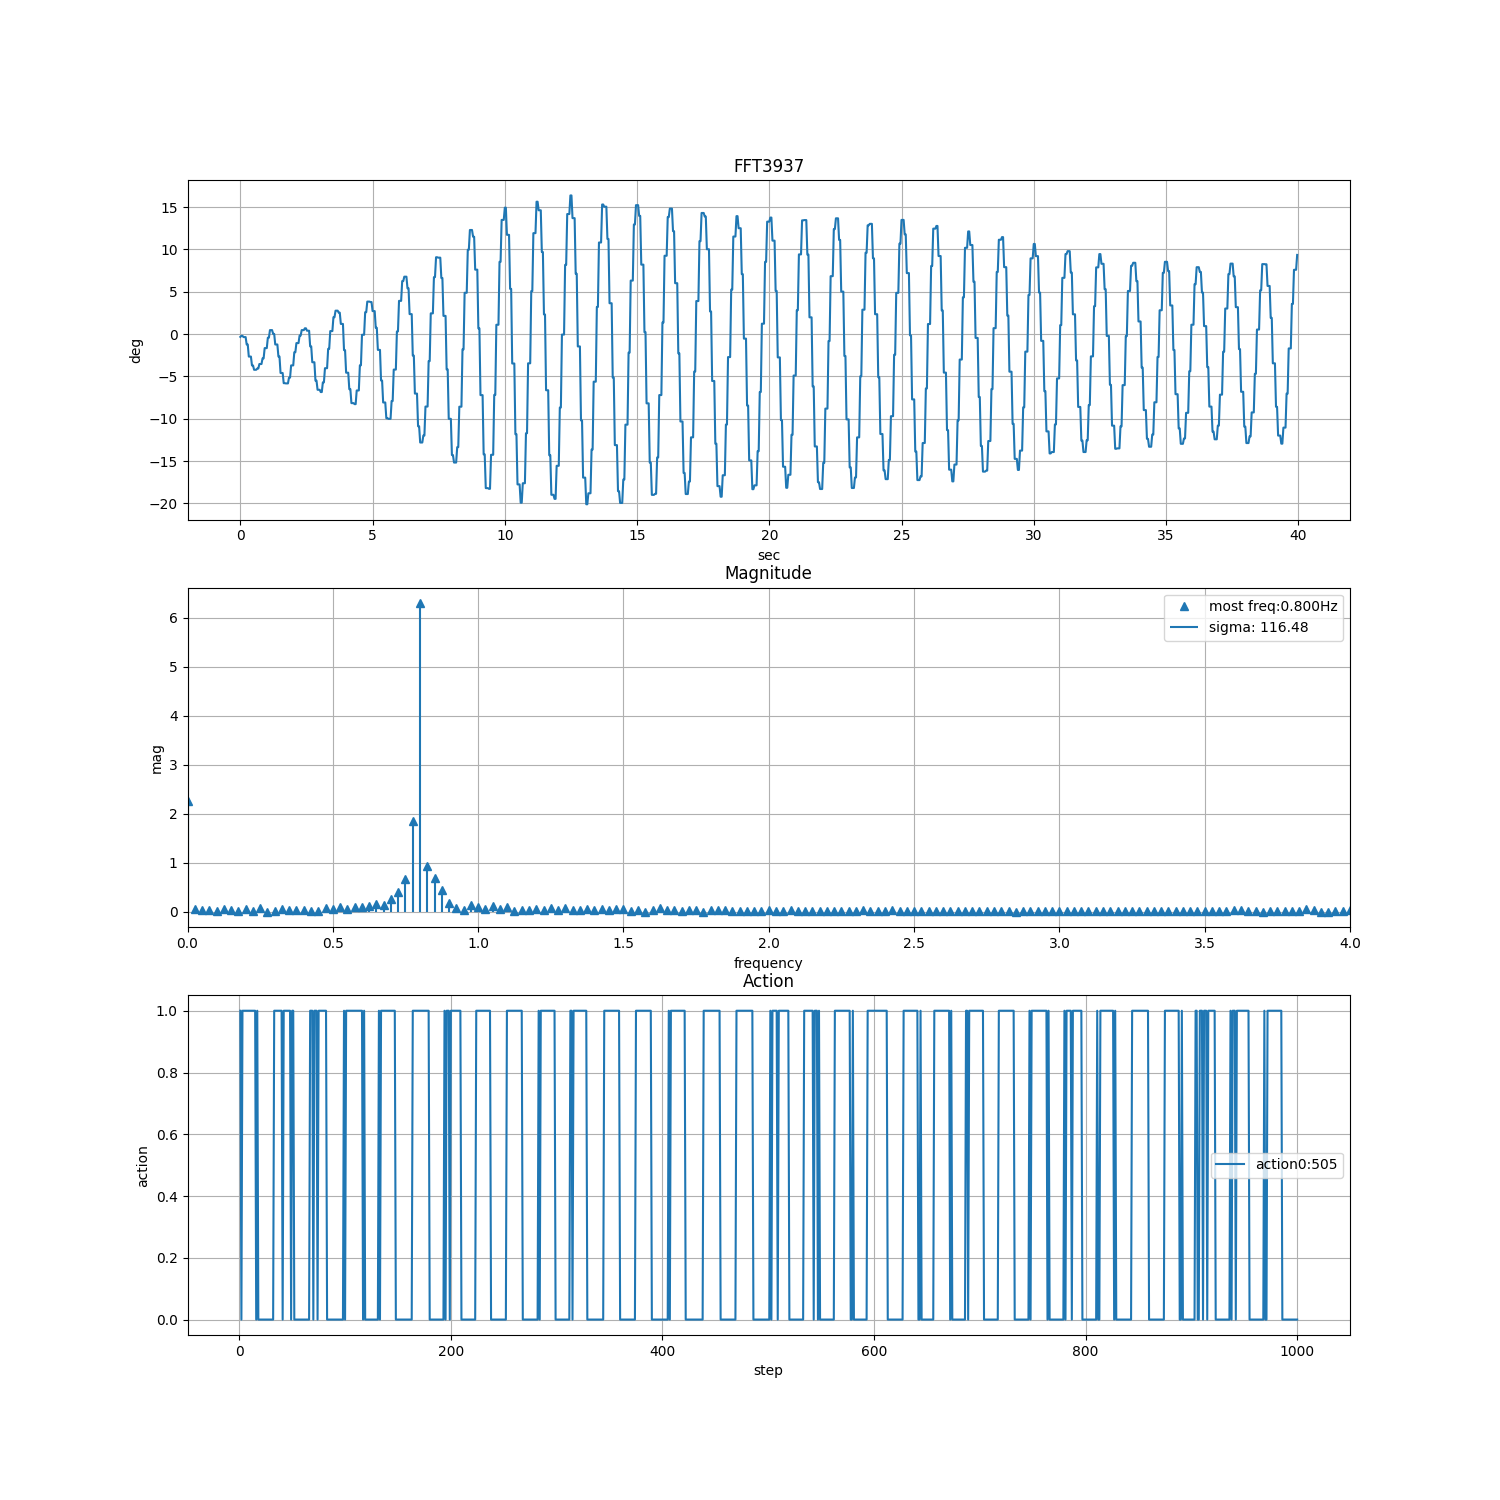 FFT3937
15
10
5
0
−5
−10
−15
−20
deg
0 5 10 15 20 25 30 35 40
sec
Magnitude
6
5
4
3
2
1
0
mag
most freq:0.800Hz
sigma: 116.48
0.0 0.5 1.0 1.5 2.0 2.5 3.0 3.5 4.0
frequency
Action
1.0
0.8
0.6
0.4
0.2
0.0
action
action0:505
0 200 400 600 800 1000
step